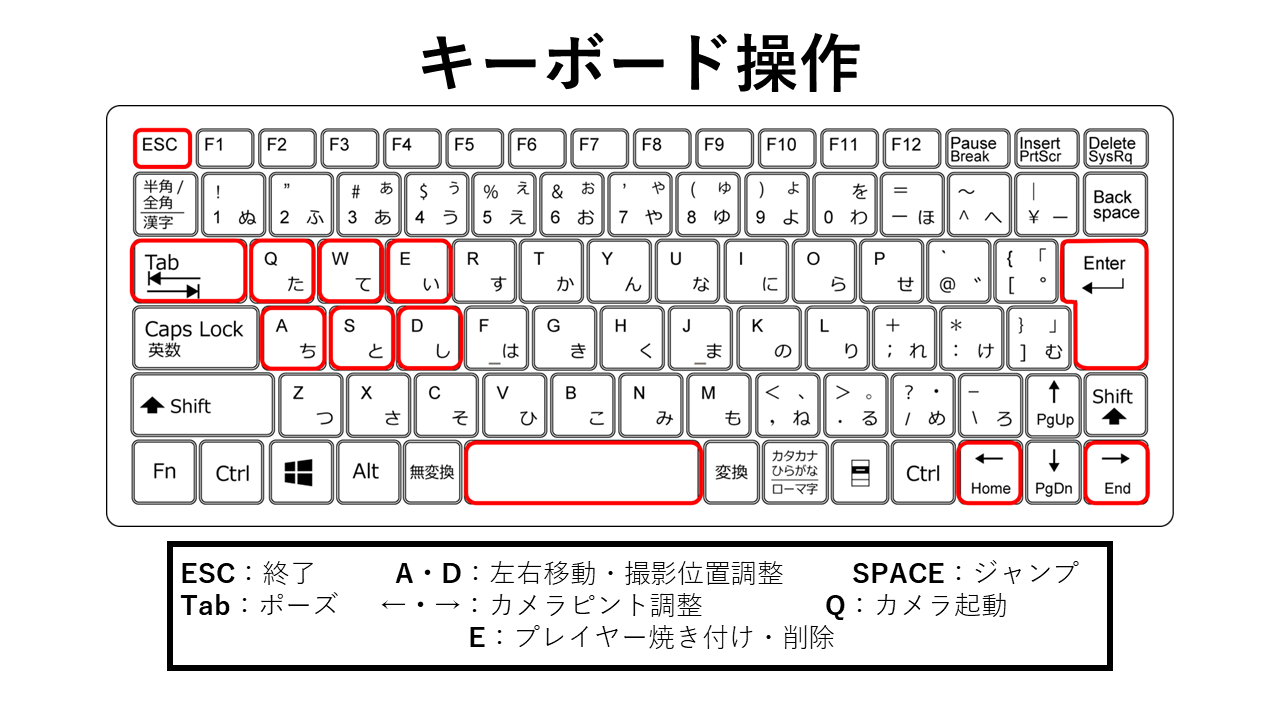 キーボード操作
ESC F1 F2 F3 F4 F5 F6 F7 F8 F9 F10 F11 F12 Pause Break Insert PrtScr Delete SysRq
半角/全角 漢字 ! 1 ぬ ” 2 ふ # ぁ 3 あ $ ぅ 4 う % ぇ 5 え & ぉ 6 お ’ ゃ 7 や ( ゅ 8 ゆ ) ょ 9 よ を 0 わ = ー ほ ～ ^ へ | ¥ ー Back space
Tab Q た W て E い R す T か Y ん U な I に O ら P せ ` @ ゛ { 「 [ ゜ Enter
Caps Lock 英数 A ち S と D し F _ は G き H く J _ ま K の L り + ; れ * : け } 」 ] む
Shift Z つ X さ C そ V ひ B こ N み M も < 、 , ね > 。 . る ? ・ / め _ \ ろ ↑ PgUp Shift
Fn Ctrl Alt 無変換 変換 カタカナ ひらがな ローマ字 Ctrl ← Home ↓ PgDn → End
ESC：終了 A・D：左右移動・撮影位置調整 SPACE：ジャンプ
Tab：ポーズ ←・→：カメラピント調整 Q：カメラ起動
E：プレイヤー焼き付け・削除